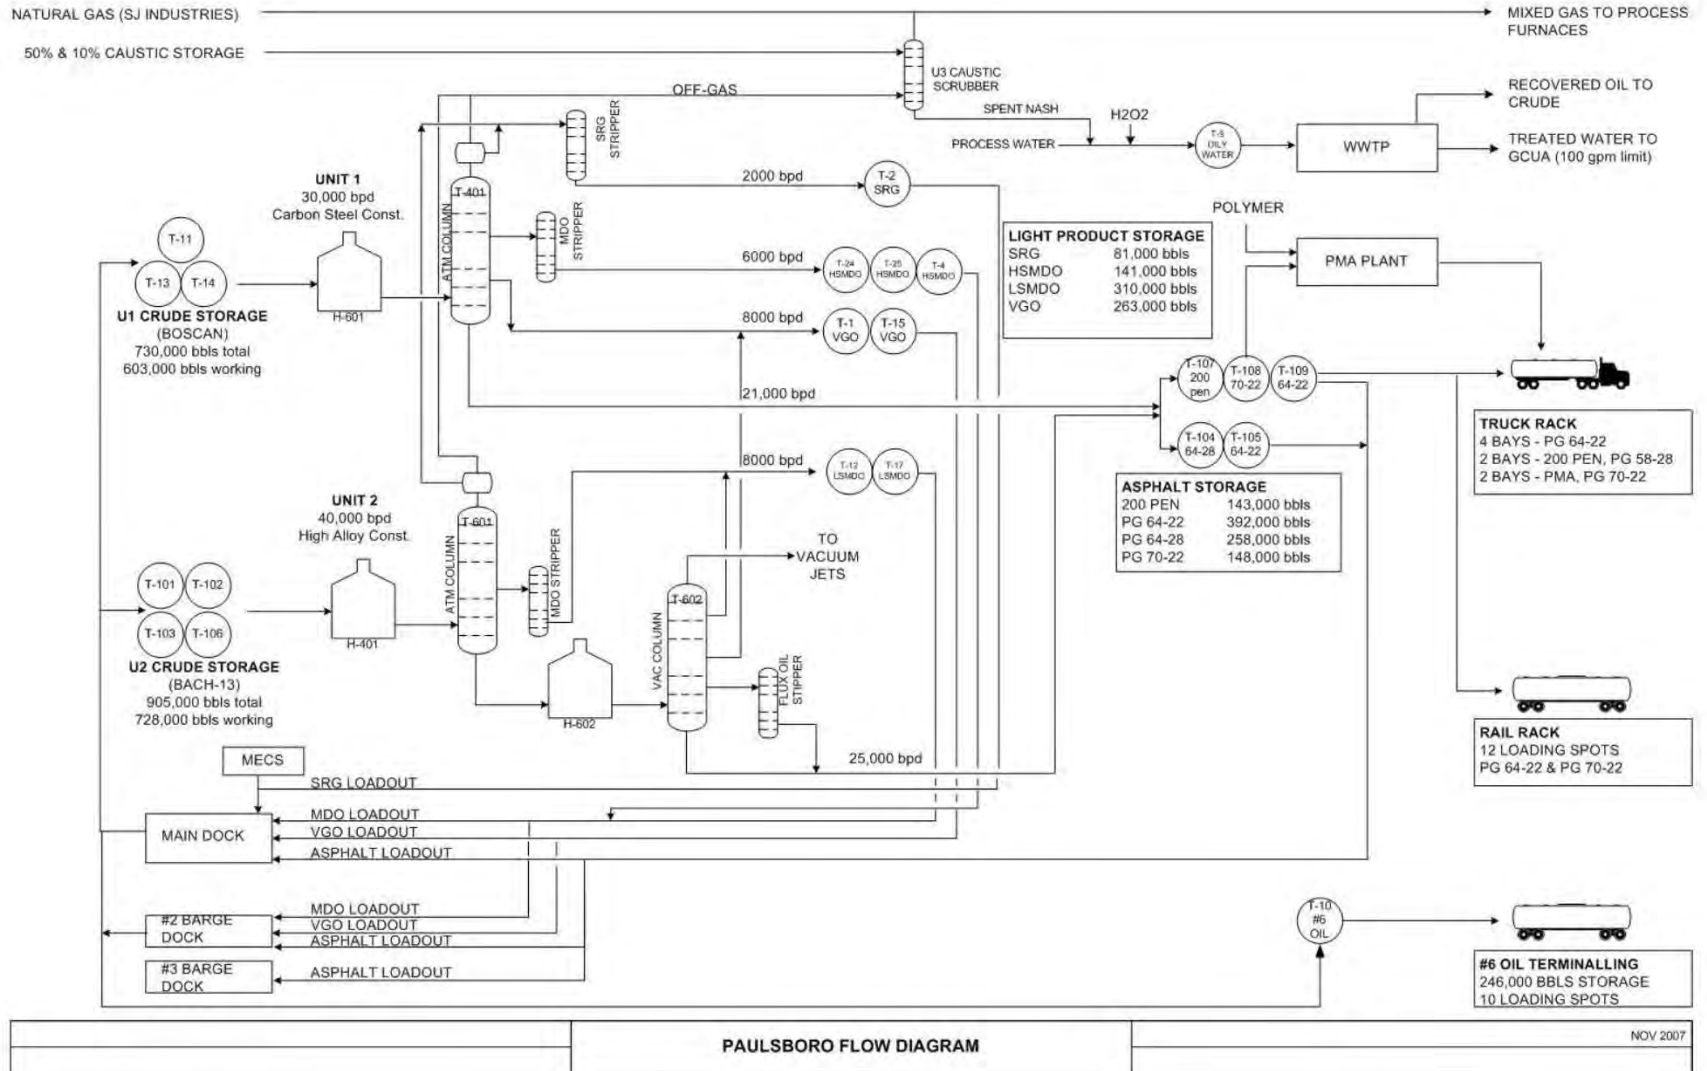 NATURAL GAS (SJ INDUSTRIES)
MIXED GAS TO PROCESS
FURNACES
50% & 10% CAUSTIC STORAGE
U3 CAUSTIC
SCRUBBER
OFF-GAS
RECOVERED OIL TO
CRUDE
SPENT NASH
H2O2
PROCESS WATER
T-5
OILY
WATER
WWTP
TREATED WATER TO
GCUA (100 gpm limit)
SRG
STRIPPER
UNIT 1
30,000 bpd
Carbon Steel Const.
T-401
ATM COLUMN
2000 bpd
T-2
SRG
MDO
STRIPPER
POLYMER
PMA PLANT
LIGHT PRODUCT STORAGE
SRG 81,000 bbls
HSMDO 141,000 bbls
LSMDO 310,000 bbls
VGO 263,000 bbls
T-11
T-13
T-14
U1 CRUDE STORAGE
(BOSCAN)
730,000 bbls total
603,000 bbls working
H-601
6000 bpd
T-24
HSMDO
T-25
HSMDO
T-4
HSMDO
8000 bpd
T-1
VGO
T-15
VGO
21,000 bpd
T-107
200
pen
T-108
70-22
T-109
64-22
T-104
64-28
T-105
64-22
TRUCK RACK
4 BAYS - PG 64-22
2 BAYS - 200 PEN, PG 58-28
2 BAYS - PMA, PG 70-22
ASPHALT STORAGE
200 PEN 143,000 bbls
PG 64-22 392,000 bbls
PG 64-28 258,000 bbls
PG 70-22 148,000 bbls
8000 bpd
T-12
LSMDO
T-17
LSMDO
UNIT 2
40,000 bpd
High Alloy Const.
T-601
ATM COLUMN
MDO STRIPPER
TO
VACUUM
JETS
T-101
T-102
T-103
T-106
H-401
U2 CRUDE STORAGE
(BACH-13)
905,000 bbls total
728,000 bbls working
H-602
T-602
VAC COLUMN
FLUX OIL
STIPPER
25,000 bpd
RAIL RACK
12 LOADING SPOTS
PG 64-22 & PG 70-22
MECS
SRG LOADOUT
MAIN DOCK
MDO LOADOUT
VGO LOADOUT
ASPHALT LOADOUT
#2 BARGE
DOCK
MDO LOADOUT
VGO LOADOUT
ASPHALT LOADOUT
#3 BARGE
DOCK
ASPHALT LOADOUT
T-10
#6
OIL
#6 OIL TERMINALLING
246,000 BBLS STORAGE
10 LOADING SPOTS
PAULSBORO FLOW DIAGRAM
NOV 2007